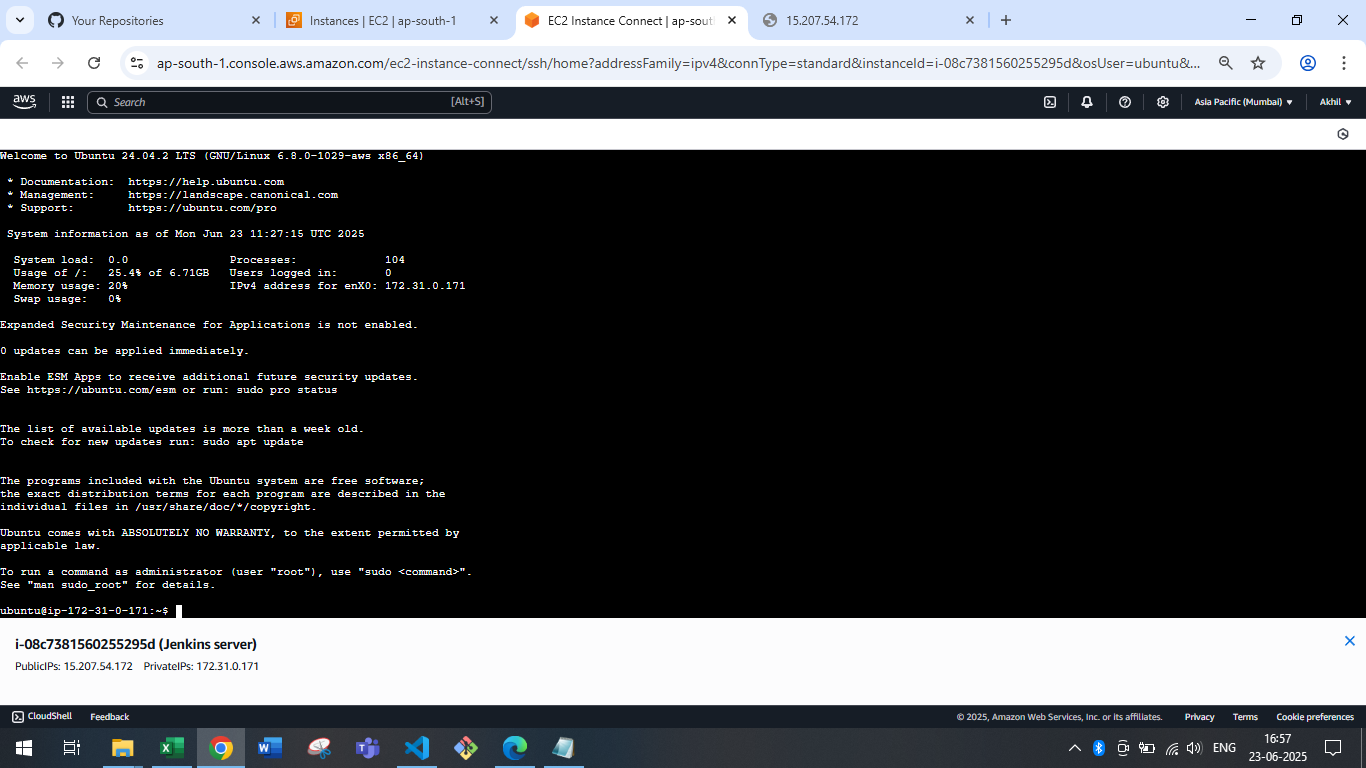 Your Repositories
Instances | EC2 | ap-south-1
EC2 Instance Connect | ap-sout
15.207.54.172
ap-south-1.console.aws.amazon.com/ec2-instance-connect/ssh/home?addressFamily=ipv4&connType=standard&instanceId=i-08c7381560255295d&osUser=ubuntu&...
aws
Search
[Alt+S]
Asia Pacific (Mumbai)
Akhil
Welcome to Ubuntu 24.04.2 LTS (GNU/Linux 6.8.0-1029-aws x86_64)
* Documentation: https://help.ubuntu.com
* Management: https://landscape.canonical.com
* Support: https://ubuntu.com/pro
System information as of Mon Jun 23 11:27:15 UTC 2025
System load: 0.0 Processes: 104
Usage of /: 25.4% of 6.71GB Users logged in: 0
Memory usage: 20% IPv4 address for enX0: 172.31.0.171
Swap usage: 0%
Expanded Security Maintenance for Applications is not enabled.
0 updates can be applied immediately.
Enable ESM Apps to receive additional future security updates.
See https://ubuntu.com/esm or run: sudo pro status
The list of available updates is more than a week old.
To check for new updates run: sudo apt update
The programs included with the Ubuntu system are free software;
the exact distribution terms for each program are described in the
individual files in /usr/share/doc/*/copyright.
Ubuntu comes with ABSOLUTELY NO WARRANTY, to the extent permitted by
applicable law.
To run a command as administrator (user "root"), use "sudo <command>".
See "man sudo_root" for details.
ubuntu@ip-172-31-0-171:~$
i-08c7381560255295d (Jenkins server)
PublicIPs: 15.207.54.172 PrivateIPs: 172.31.0.171
CloudShell
Feedback
© 2025, Amazon Web Services, Inc. or its affiliates.
Privacy
Terms
Cookie preferences
ENG
16:57
23-06-2025